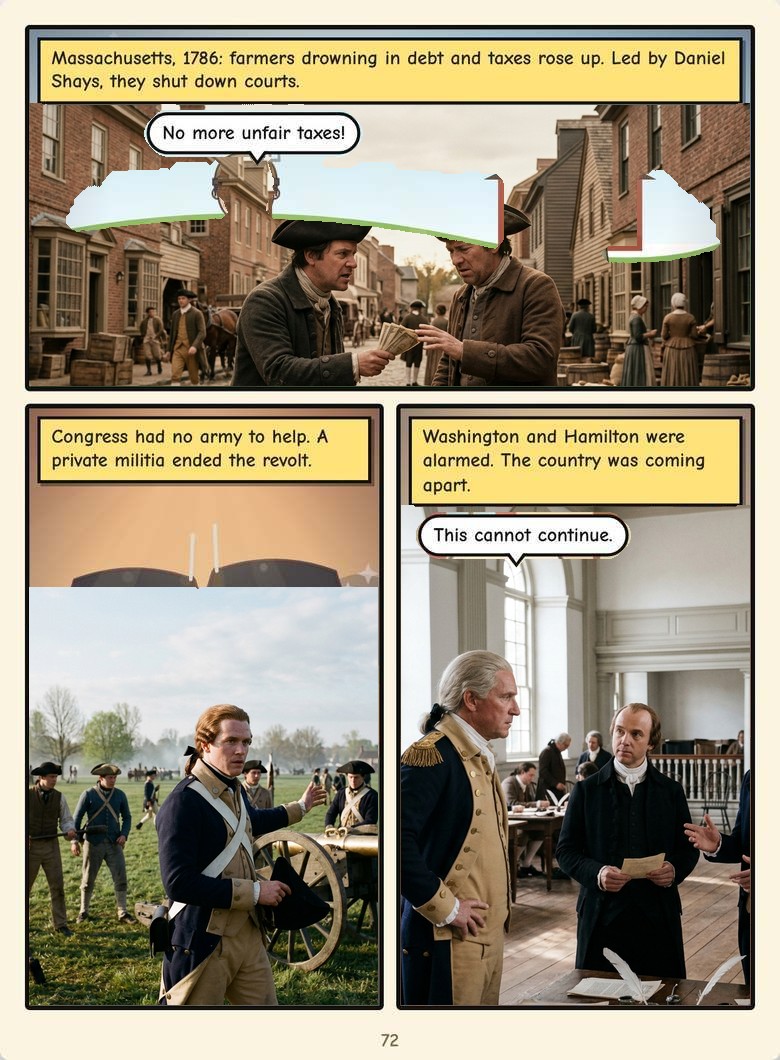 Massachusetts, 1786: farmers drowning in debt and taxes rose up. Led by Daniel
Shays, they shut down courts.
No more unfair taxes!
Congress had no army to help. A
private militia ended the revolt.
Washington and Hamilton were
alarmed. The country was coming
apart.
This cannot continue.
72